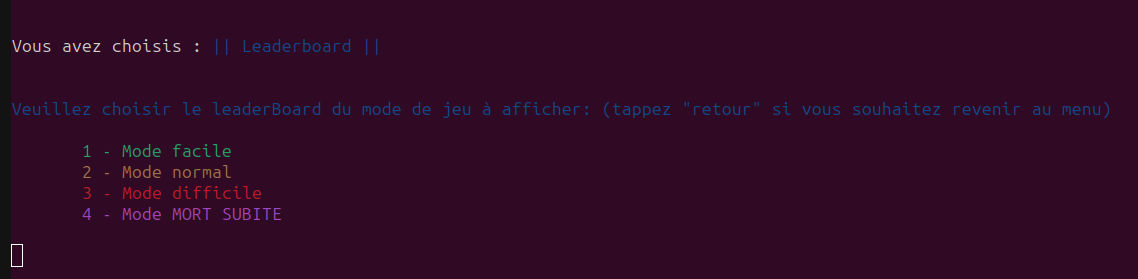 Vous avez choisis : || Leaderboard ||
Veuillez choisir le leaderBoard du mode de jeu à afficher: (tappez "retour" si vous souhaitez revenir au menu)
1 - Mode facile
2 - Mode normal
3 - Mode difficile
4 - Mode MORT SUBITE